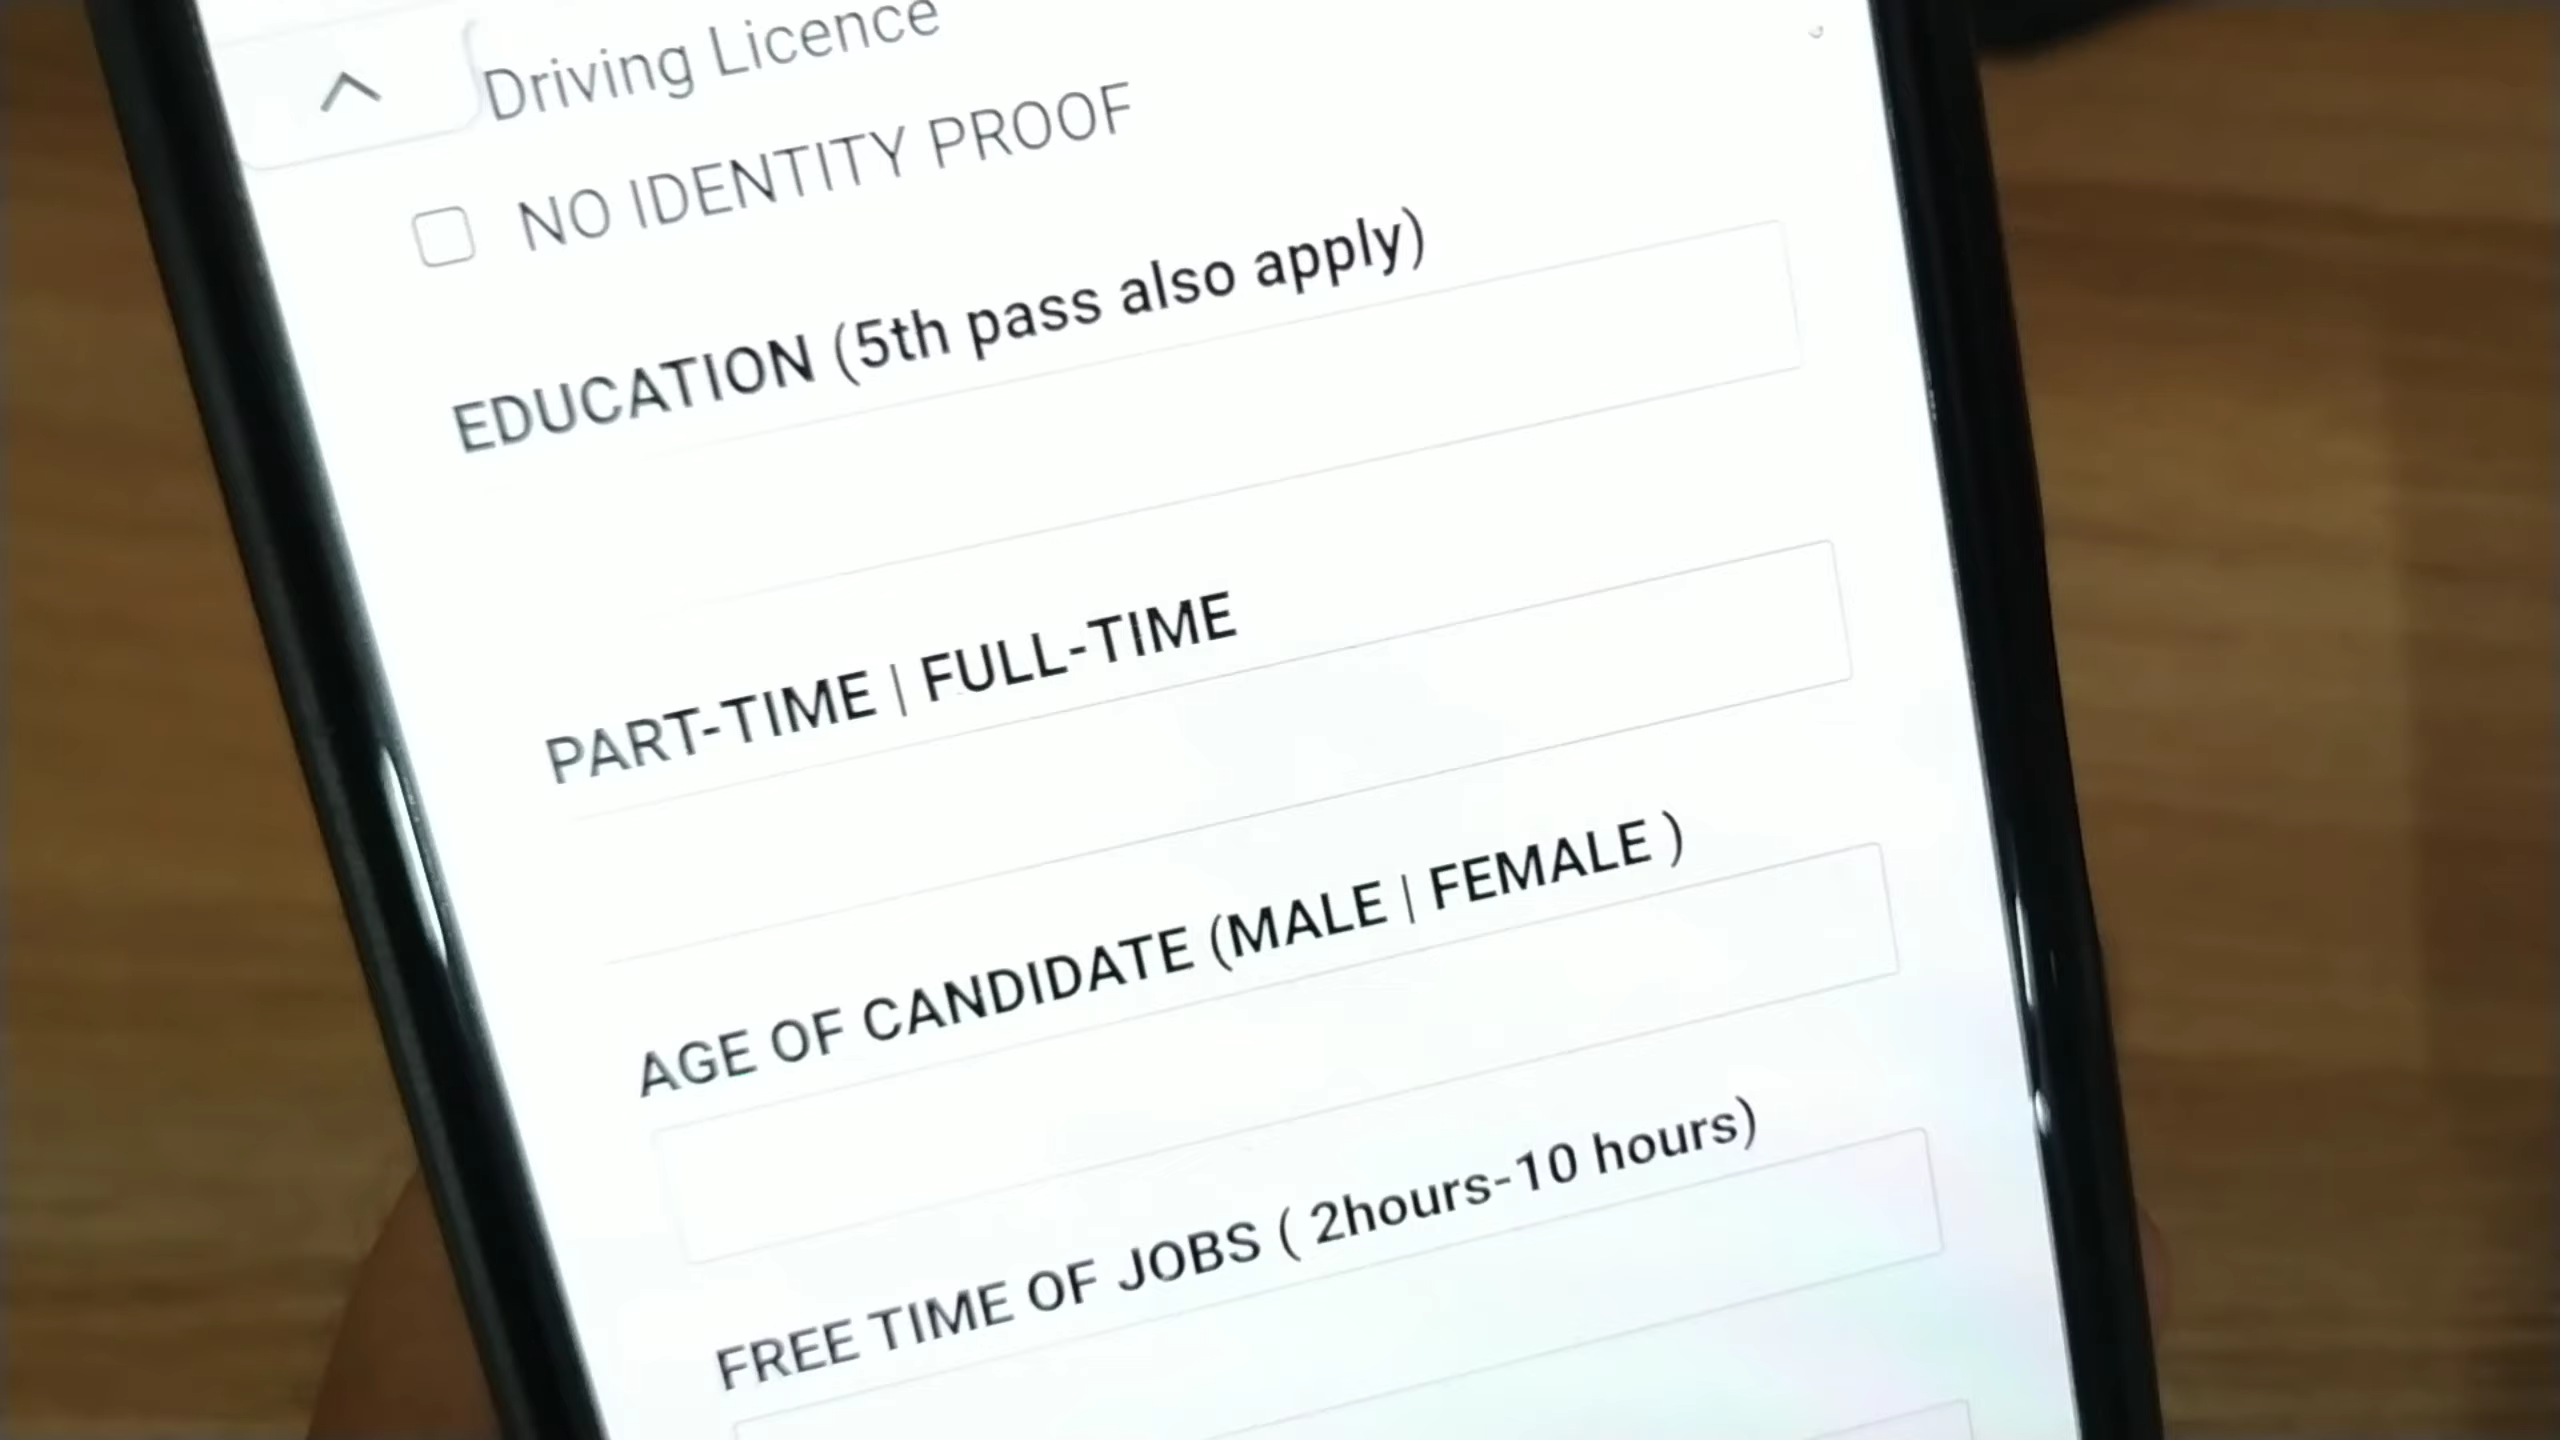 Driving Licence
NO IDENTITY PROOF
EDUCATION (5th pass also apply)
PART-TIME | FULL-TIME
AGE OF CANDIDATE (MALE | FEMALE )
FREE TIME OF JOBS ( 2hours-10 hours)